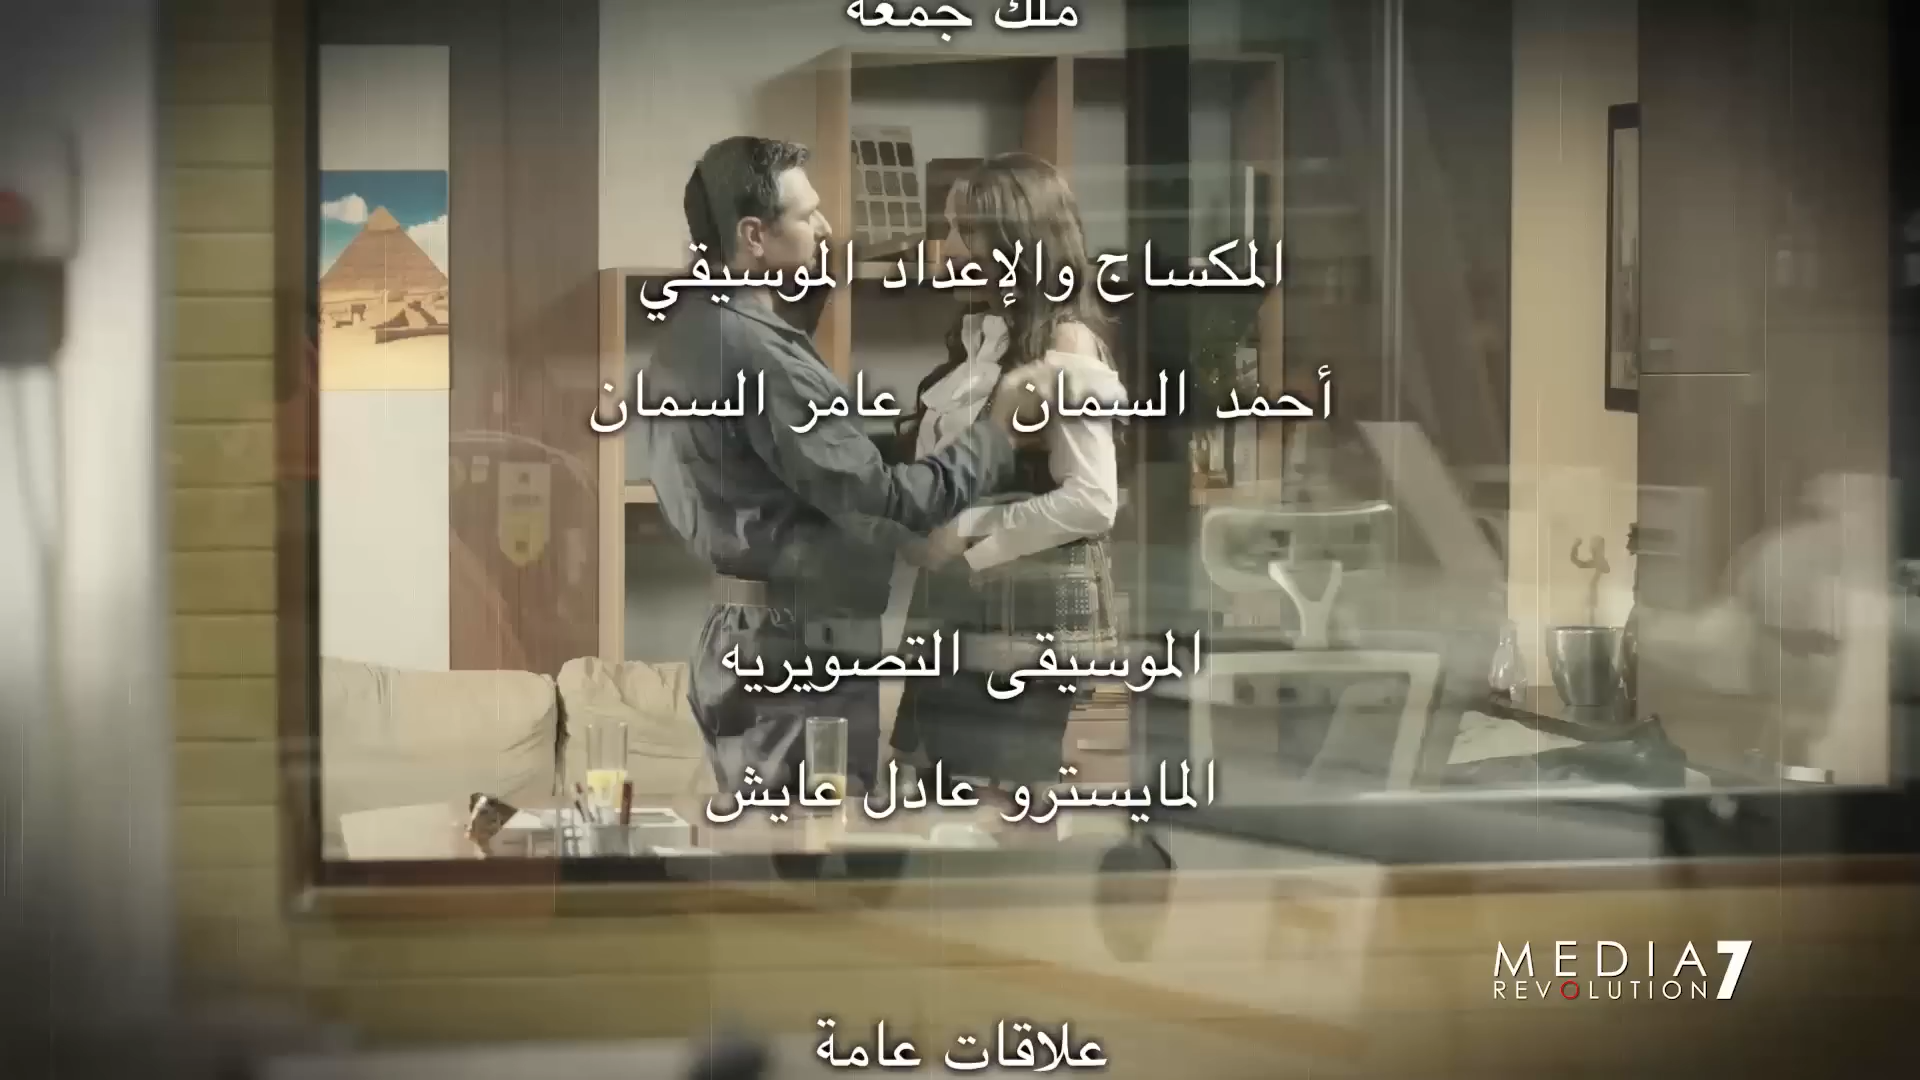 ملك جمعة
المكساج والإعداد الموسيقي
أحمد السمان عامر السمان
الموسيقى التصويريه
المايسترو عادل عايش
علاقات عامة
MEDIA 7
REVOLUTION